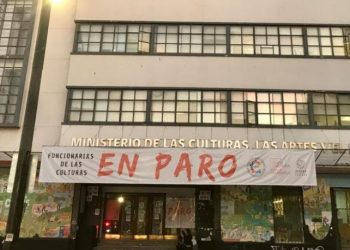 MINISTERIO DE LAS CULTURAS, LAS ARTES Y
FUNCIONARIAS DE LAS
CULTURAS
EN PARO